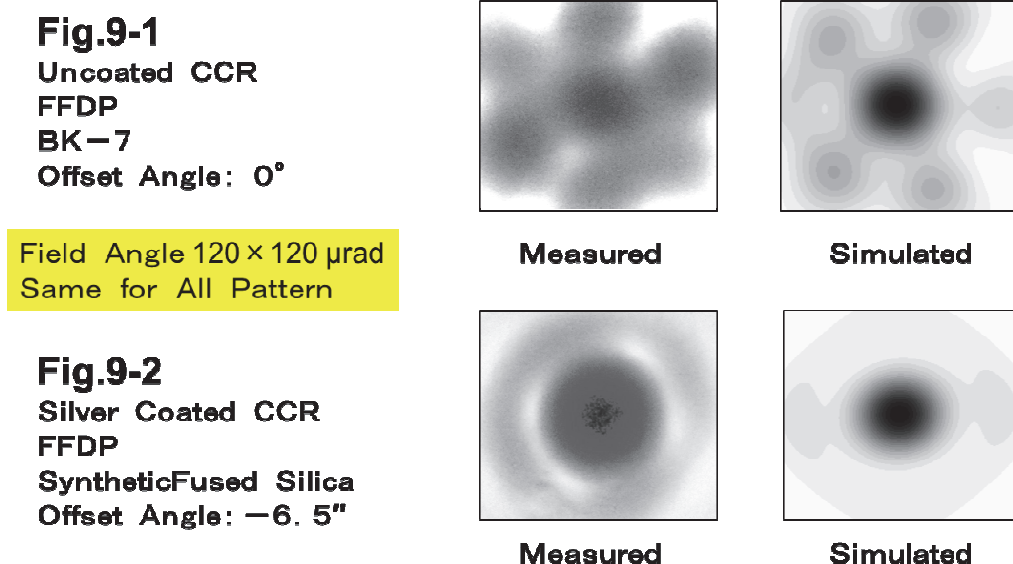 Fig.9-1
Uncoated CCR
FFDP
BK－7
Offset Angle: 0°
Measured
Simulated
Field Angle 120 × 120 μrad
Same for All Pattern
Fig.9-2
Silver Coated CCR
FFDP
SyntheticFused Silica
Offset Angle: －6. 5″
Measured
Simulated